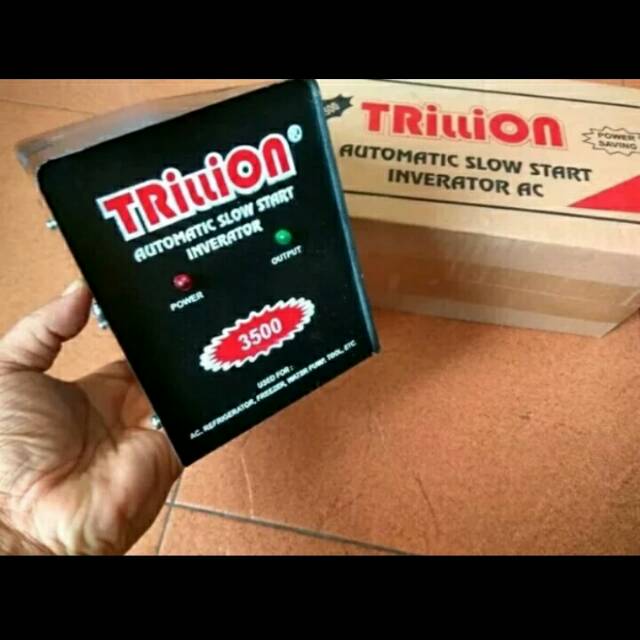 TRilliON®
AUTOMATIC SLOW START
INVERATOR
POWER
OUTPUT
3500
USED FOR :
AC, REFRIGERATOR, FREEZER, WATER PUMP, TOOL, ETC
TRilliON
AUTOMATIC SLOW START
INVERATOR AC
POWER
SAVING